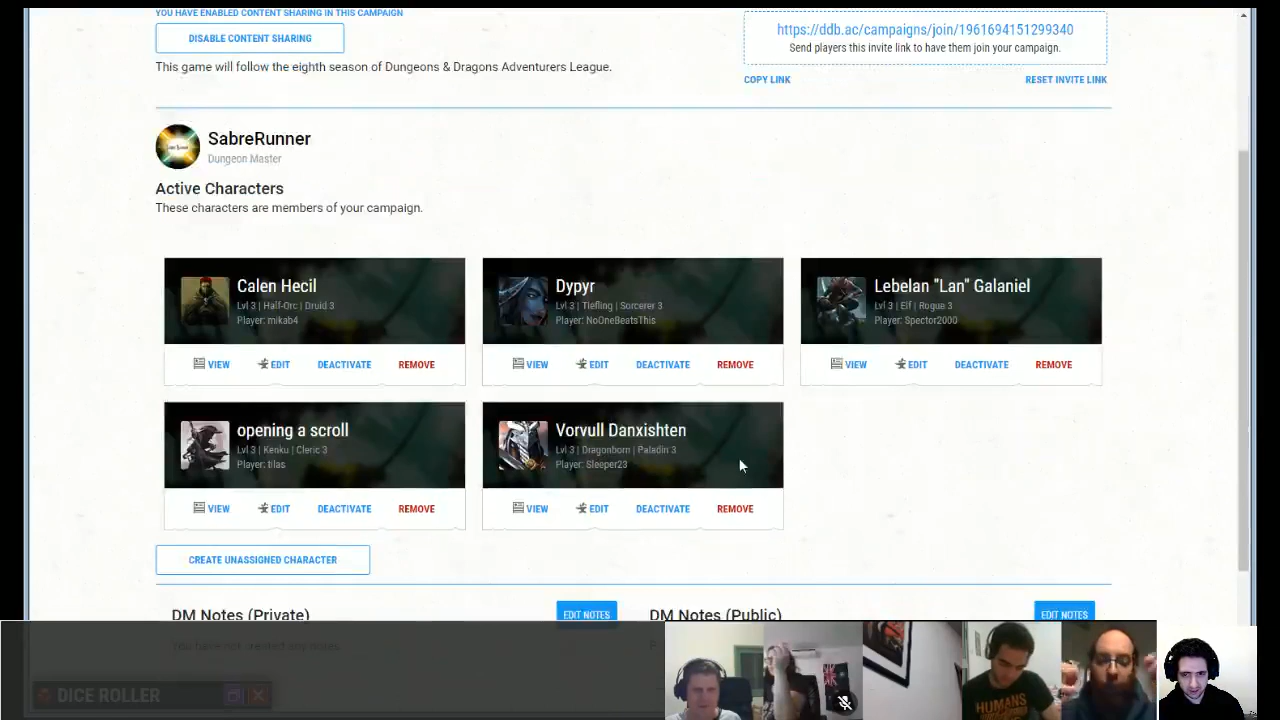 YOU HAVE ENABLED CONTENT SHARING IN THIS CAMPAIGN
DISABLE CONTENT SHARING
This game will follow the eighth season of Dungeons & Dragons Adventurers League.
https://ddb.ac/campaigns/join/1961694151299340
Send players this invite link to have them join your campaign.
COPY LINK
RESET INVITE LINK
SabreRunner
Dungeon Master
Active Characters
These characters are members of your campaign.
Calen Hecil
Lvl 3 | Half-Orc | Druid 3
Player: mikab4
VIEW EDIT DEACTIVATE REMOVE
Dypyr
Lvl 3 | Tiefling | Sorcerer 3
Player: NoOneBeatsThis
VIEW EDIT DEACTIVATE REMOVE
Lebelan "Lan" Galaniel
Lvl 3 | Elf | Rogue 3
Player: Spector2000
VIEW EDIT DEACTIVATE REMOVE
opening a scroll
Lvl 3 | Kenku | Cleric 3
Player: tilas
VIEW EDIT DEACTIVATE REMOVE
Vorvull Danxishten
Lvl 3 | Dragonborn | Paladin 3
Player: Sleeper23
VIEW EDIT DEACTIVATE REMOVE
CREATE UNASSIGNED CHARACTER
DM Notes (Private)
EDIT NOTES
DM Notes (Public)
EDIT NOTES
You have not created any notes.
DICE ROLLER
HUMANS